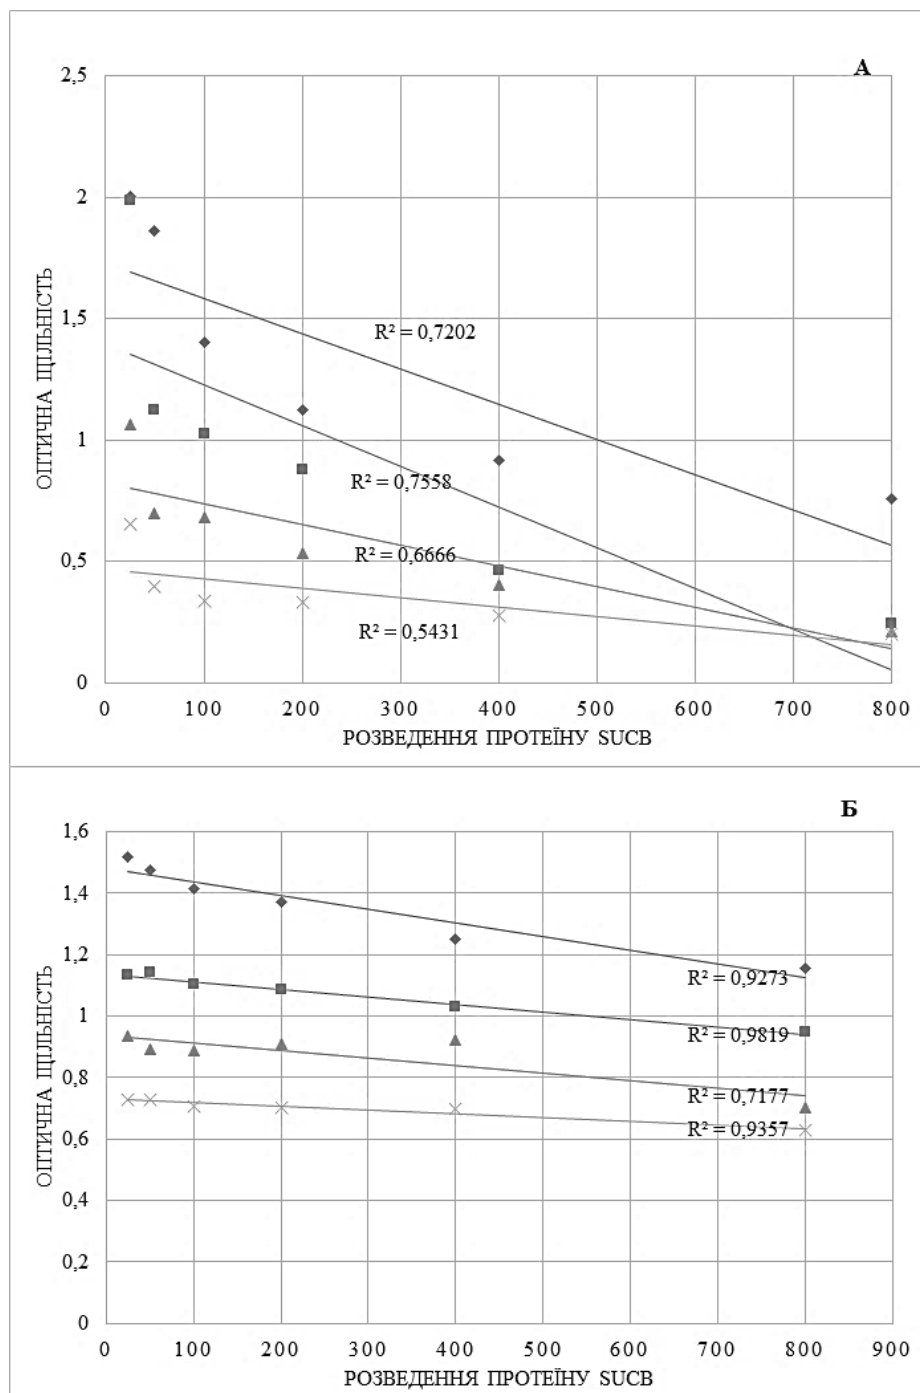 А
2,5
2
1,5
1
0,5
0
ОПТИЧНА ЩІЛЬНІСТЬ
R² = 0,7202
R² = 0,7558
R² = 0,6666
R² = 0,5431
0 100 200 300 400 500 600 700 800
РОЗВЕДЕННЯ ПРОТЕЇНУ SUCB
Б
1,6
1,4
1,2
1
0,8
0,6
0,4
0,2
0
ОПТИЧНА ЩІЛЬНІСТЬ
R² = 0,9273
R² = 0,9819
R² = 0,7177
R² = 0,9357
0 100 200 300 400 500 600 700 800 900
РОЗВЕДЕННЯ ПРОТЕЇНУ SUCB